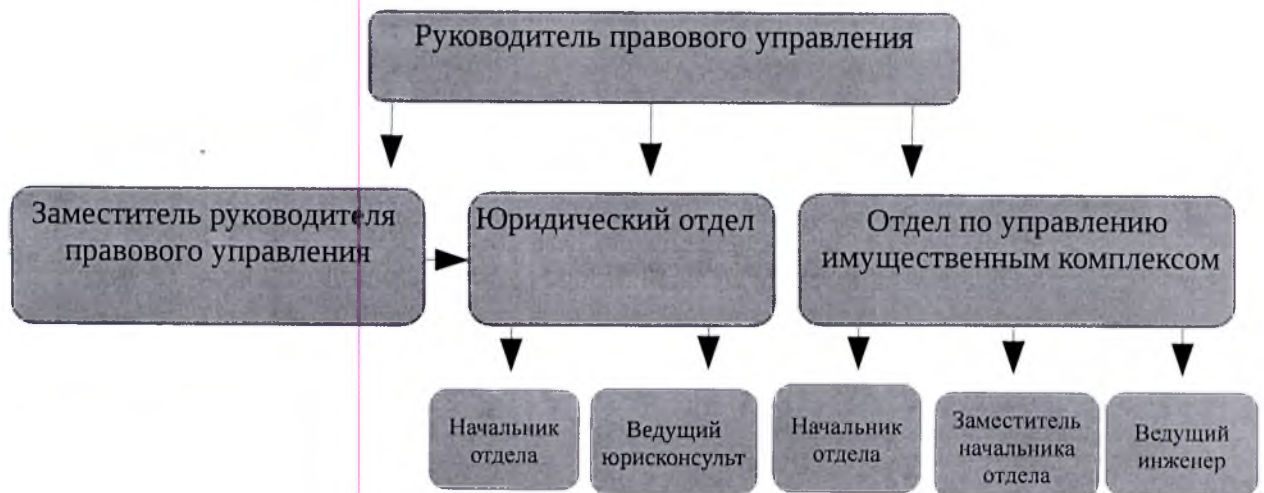 Руководитель правового управления
Заместитель руководителя
правового управления
Юридический отдел
Отдел по управлению
имущественным комплексом
Начальник
отдела
Ведущий
юрисконсульт
Начальник
отдела
Заместитель
начальника
отдела
Ведущий
инженер